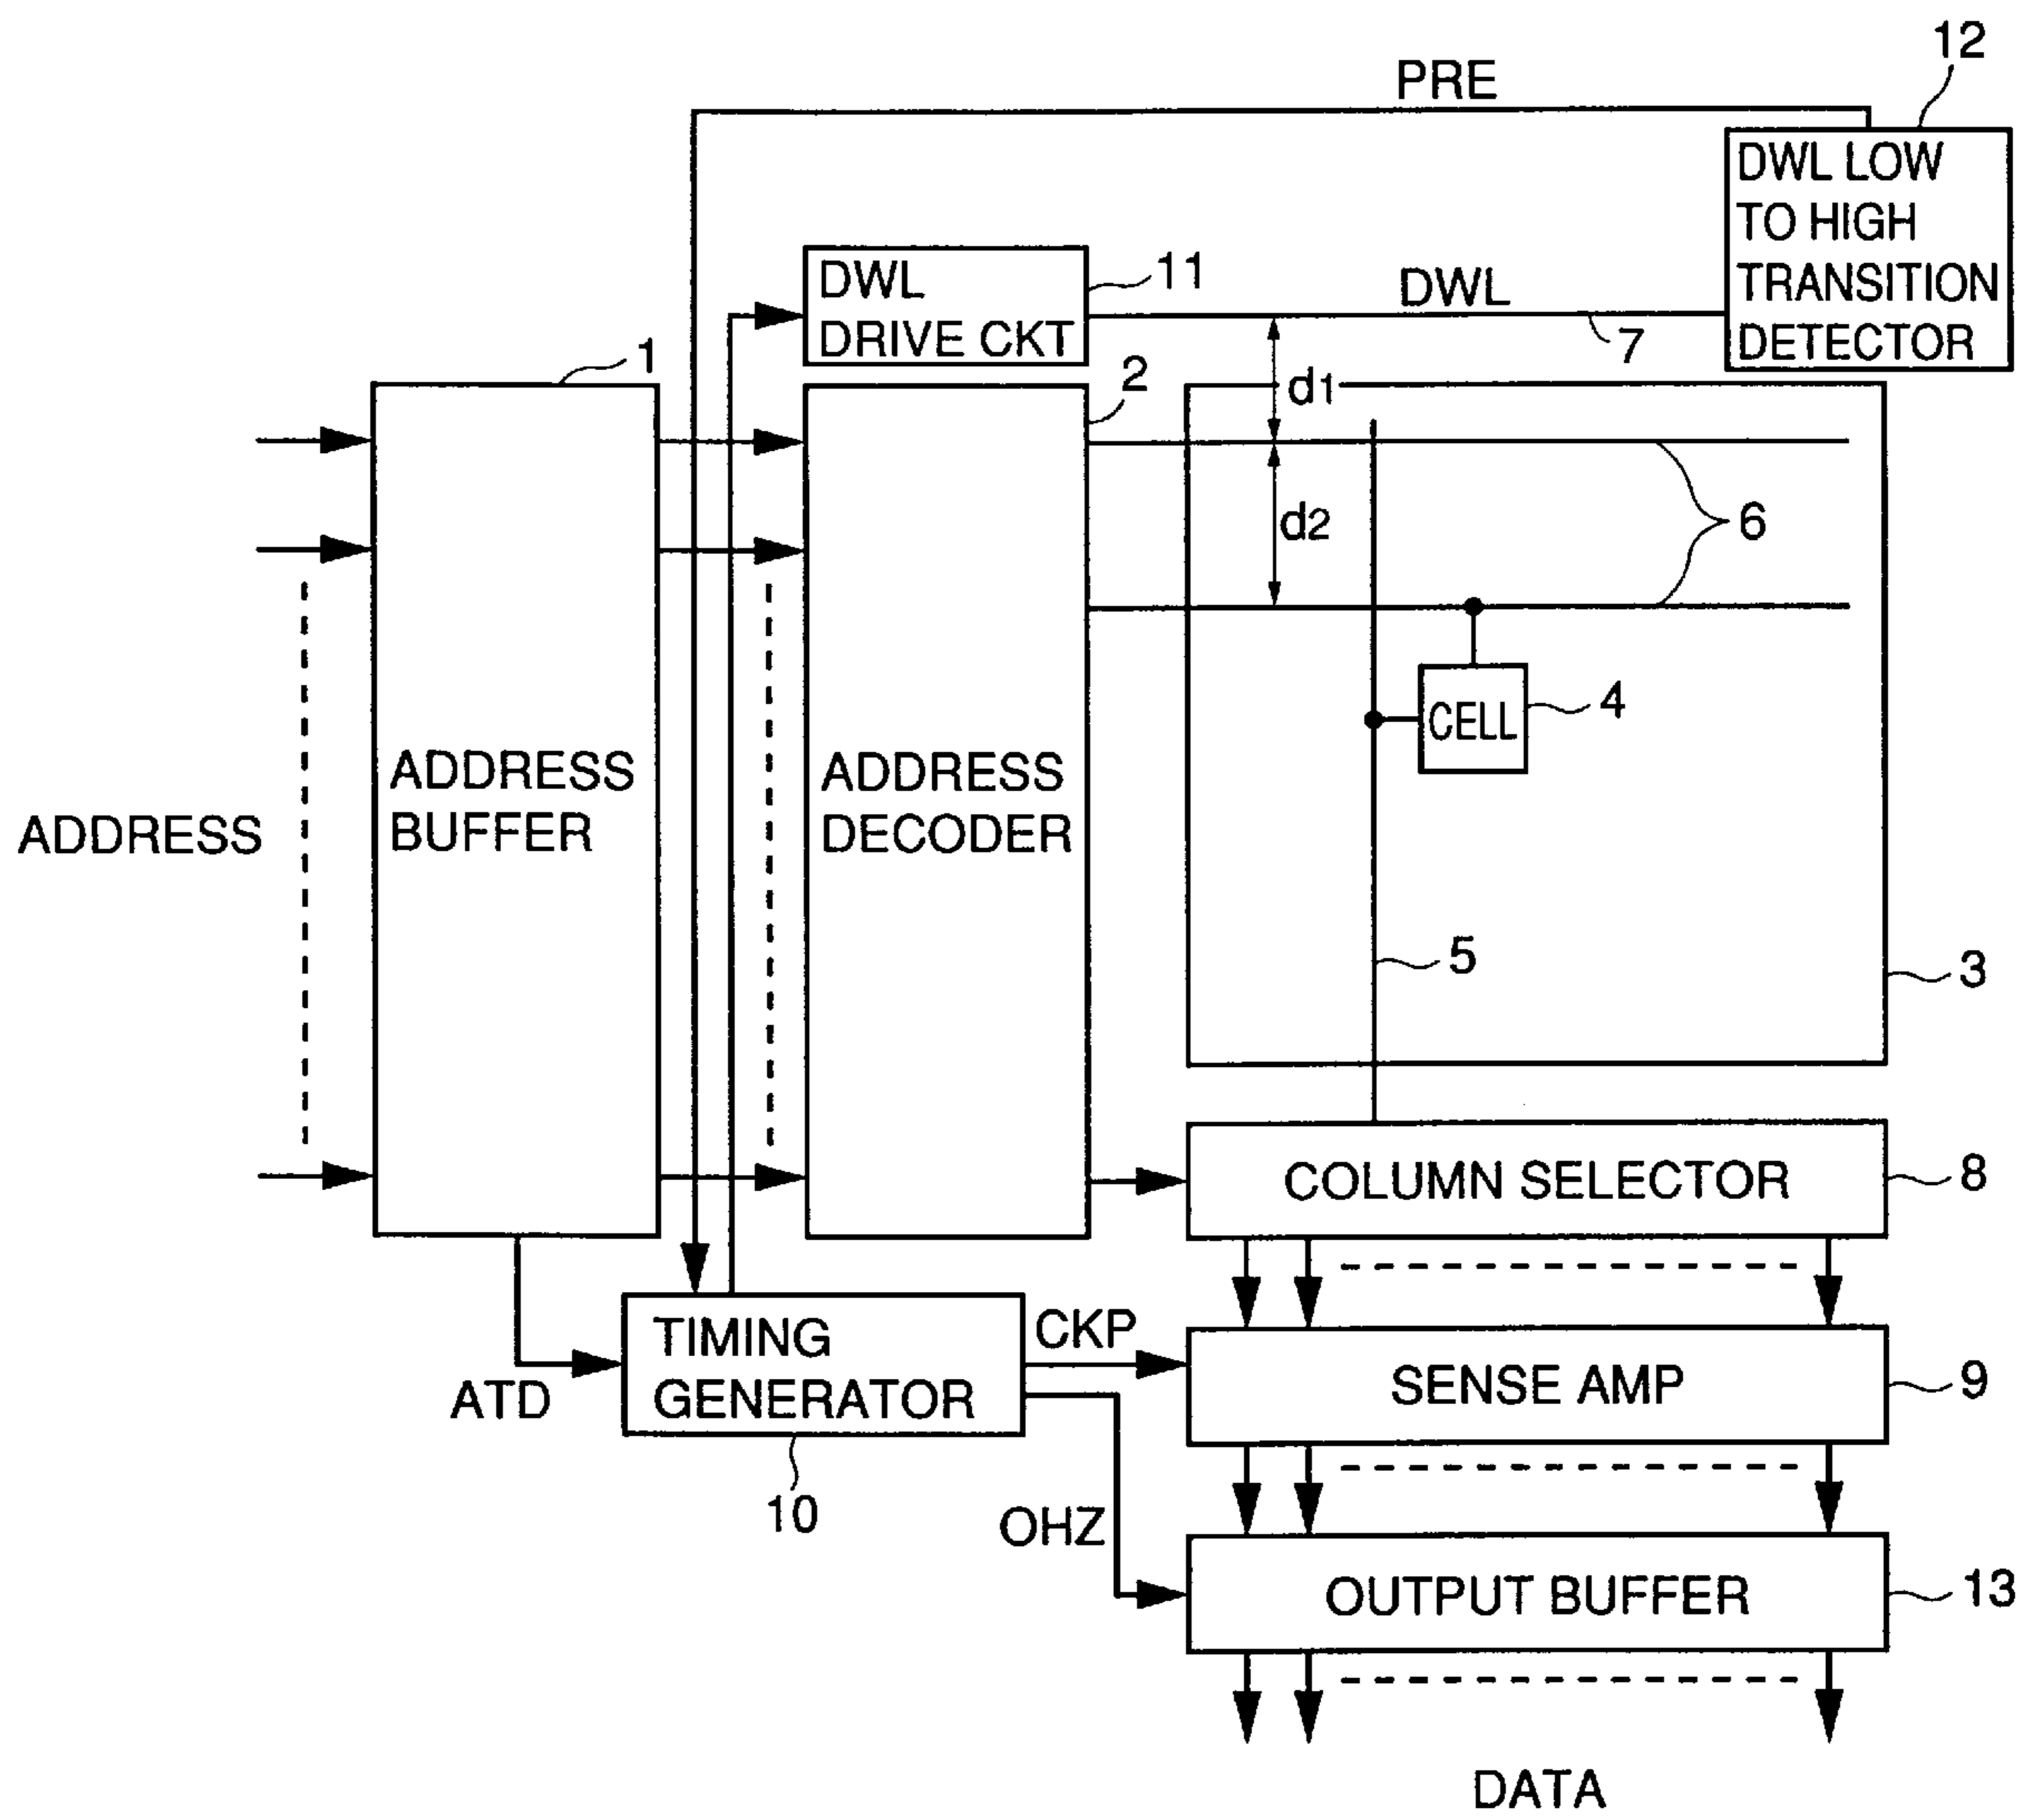 12
PRE
DWL LOW
TO HIGH
TRANSITION
DETECTOR
DWL
DRIVE CKT
11
DWL
7
1
2
d1
d2
6
CELL
4
ADDRESS
ADDRESS
BUFFER
ADDRESS
DECODER
5
3
COLUMN SELECTOR
8
ATD
TIMING
GENERATOR
10
CKP
SENSE AMP
9
OHZ
OUTPUT BUFFER
13
DATA